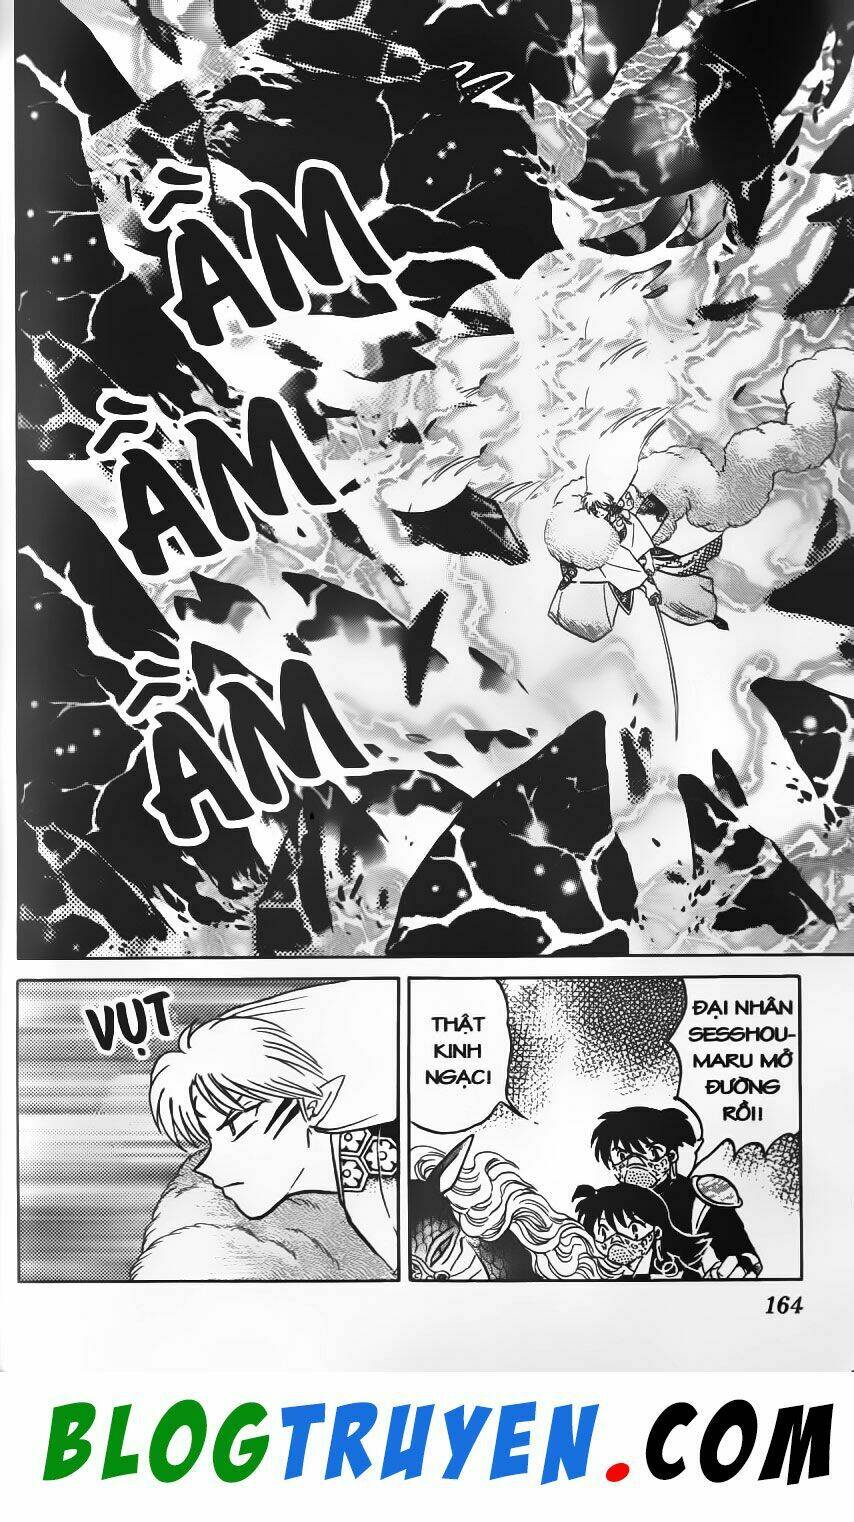 ẦM
ẦM
ẦM
ĐẠI NHÂN
SESSHOU-
MARU MỞ
ĐƯỜNG
RỒI!
THẬT
KINH
NGẠC!
VỤT
164
BLOGTRUYEN.COM